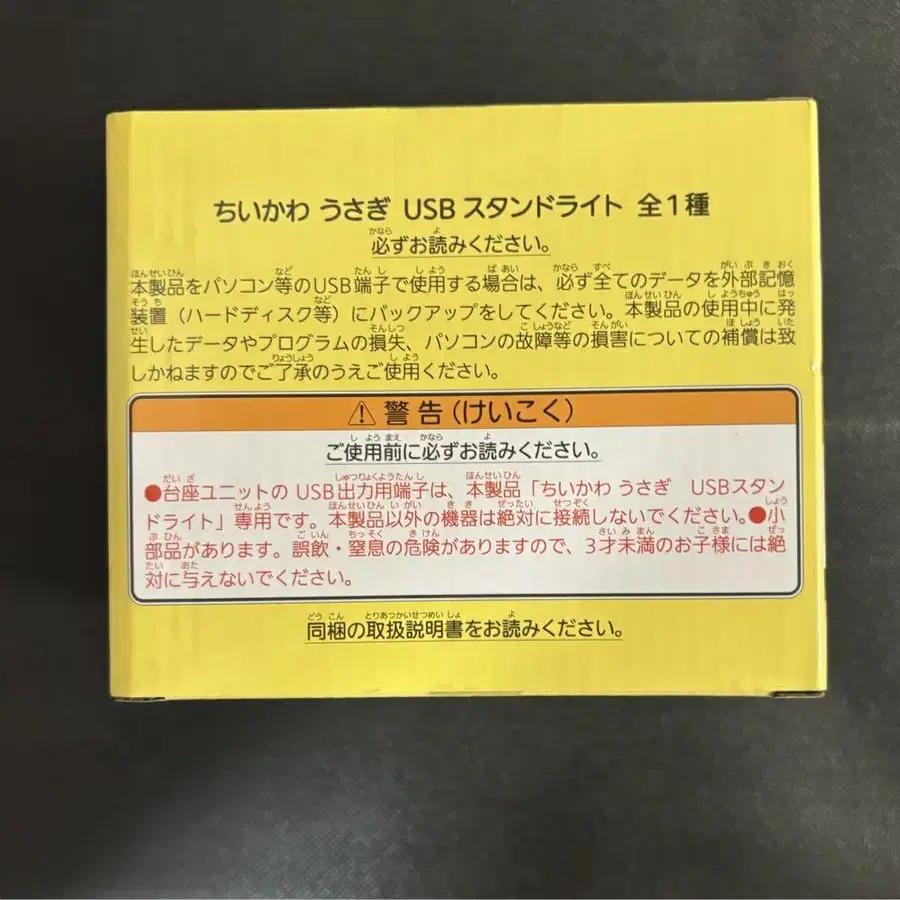 ちいかわ うさぎ USB スタンドライト 全1種
必ずお読みください。
本製品をパソコン等のUSB端子で使用する場合は、必ず全てのデータを外部記憶
装置（ハードディスク等）にバックアップをしてください。本製品の使用中に発
生したデータやプログラムの損失、パソコンの故障等の損害についての補償は致
しかねますのでご了承のうえご使用ください。
⚠ 警告（けいこく）
ご使用前に必ずお読みください。
●台座ユニットの USB出力用端子は、本製品「ちいかわ うさぎ USBスタン
ドライト」専用です。本製品以外の機器は絶対に接続しないでください。●小
部品があります。誤飲・窒息の危険がありますので、3才未満のお子様には絶
対に与えないでください。
同梱の取扱説明書をお読みください。